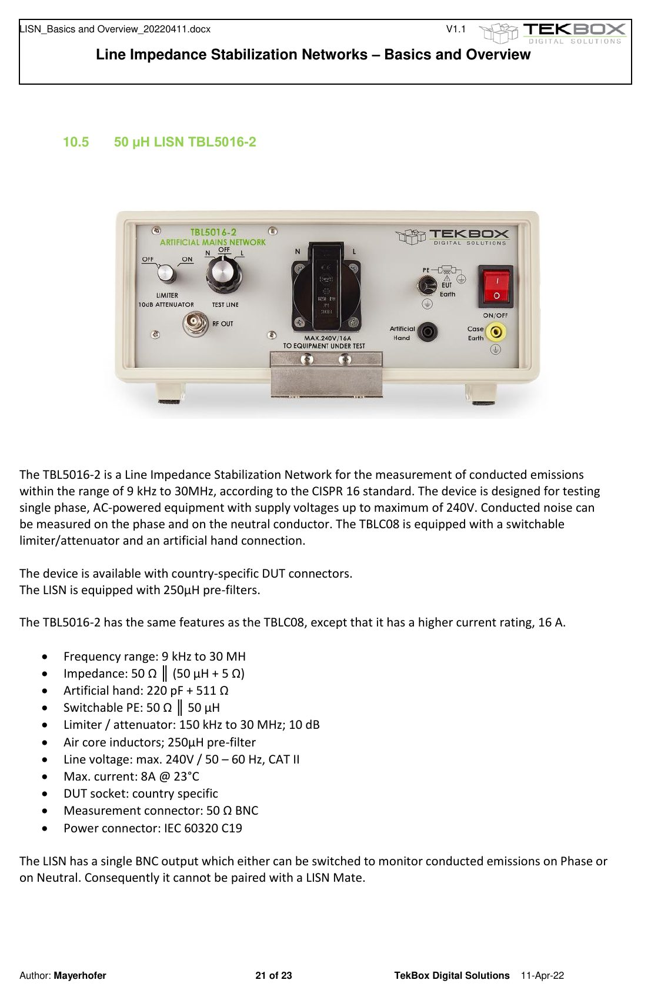 LISN_Basics and Overview_20220411.docx V1.1 TEKBOX
DIGITAL SOLUTIONS
Line Impedance Stabilization Networks – Basics and Overview
10.5 50 µH LISN TBL5016-2
TBL5016-2
ARTIFICIAL MAINS NETWORK
TEKBOX
DIGITAL SOLUTIONS
OFF ON
N OFF L
N L
LIMITER
10dB ATTENUATOR
TEST LINE
RF OUT
MAX.240V/16A
TO EQUIPMENT UNDER TEST
PE
EUT
Earth
I
O
ON/OFF
Artificial
Hand
Case
Earth
The TBL5016-2 is a Line Impedance Stabilization Network for the measurement of conducted emissions
within the range of 9 kHz to 30MHz, according to the CISPR 16 standard. The device is designed for testing
single phase, AC-powered equipment with supply voltages up to maximum of 240V. Conducted noise can
be measured on the phase and on the neutral conductor. The TBLC08 is equipped with a switchable
limiter/attenuator and an artificial hand connection.
The device is available with country-specific DUT connectors.
The LISN is equipped with 250µH pre-filters.
The TBL5016-2 has the same features as the TBLC08, except that it has a higher current rating, 16 A.
• Frequency range: 9 kHz to 30 MH
• Impedance: 50 Ω ║ (50 µH + 5 Ω)
• Artificial hand: 220 pF + 511 Ω
• Switchable PE: 50 Ω ║ 50 µH
• Limiter / attenuator: 150 kHz to 30 MHz; 10 dB
• Air core inductors; 250µH pre-filter
• Line voltage: max. 240V / 50 – 60 Hz, CAT II
• Max. current: 8A @ 23°C
• DUT socket: country specific
• Measurement connector: 50 Ω BNC
• Power connector: IEC 60320 C19
The LISN has a single BNC output which either can be switched to monitor conducted emissions on Phase or
on Neutral. Consequently it cannot be paired with a LISN Mate.
Author: Mayerhofer 21 of 23 TekBox Digital Solutions 11-Apr-22